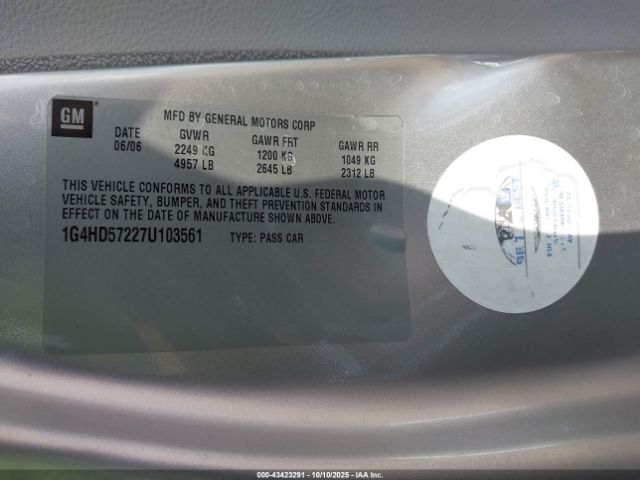 GM
MFD BY GENERAL MOTORS CORP
DATE GVWR GAWR FRT GAWR RR
06/06 2249 KG 1200 KG 1049 KG
4957 LB 2645 LB 2312 LB
THIS VEHICLE CONFORMS TO ALL APPLICABLE U.S. FEDERAL MOTOR
VEHICLE SAFETY, BUMPER, AND THEFT PREVENTION STANDARDS IN
EFFECT ON THE DATE OF MANUFACTURE SHOWN ABOVE.
1G4HD57227U103561 TYPE: PASS CAR
000-43423291 - 10/10/2025 - IAAI.COM